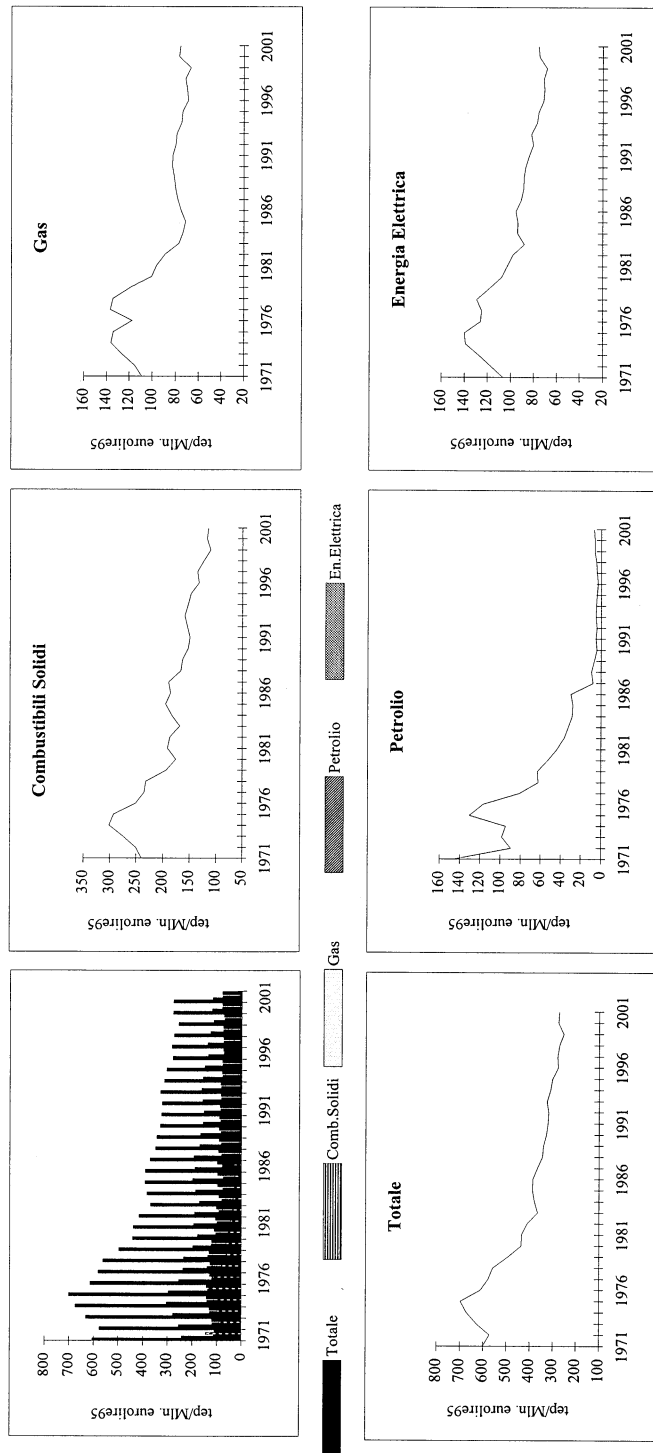 tep/Mln. eurolire95
800
700
600
500
400
300
200
100
0
1971 1976 1981 1986 1991 1996 2001
Combustibili Solidi
tep/Mln. eurolire95
350
300
250
200
150
100
50
1971 1976 1981 1986 1991 1996 2001
Gas
tep/Mln. eurolire95
160
140
120
100
80
60
40
20
1971 1976 1981 1986 1991 1996 2001
Totale Comb.Solidi Gas Petrolio En.Elettrica
Totale
tep/Mln. eurolire95
800
700
600
500
400
300
200
100
1971 1976 1981 1986 1991 1996 2001
Petrolio
tep/Mln. eurolire95
160
140
120
100
80
60
40
20
0
1971 1976 1981 1986 1991 1996 2001
Energia Elettrica
tep/Mln. eurolire95
160
140
120
100
80
60
40
20
1971 1976 1981 1986 1991 1996 2001